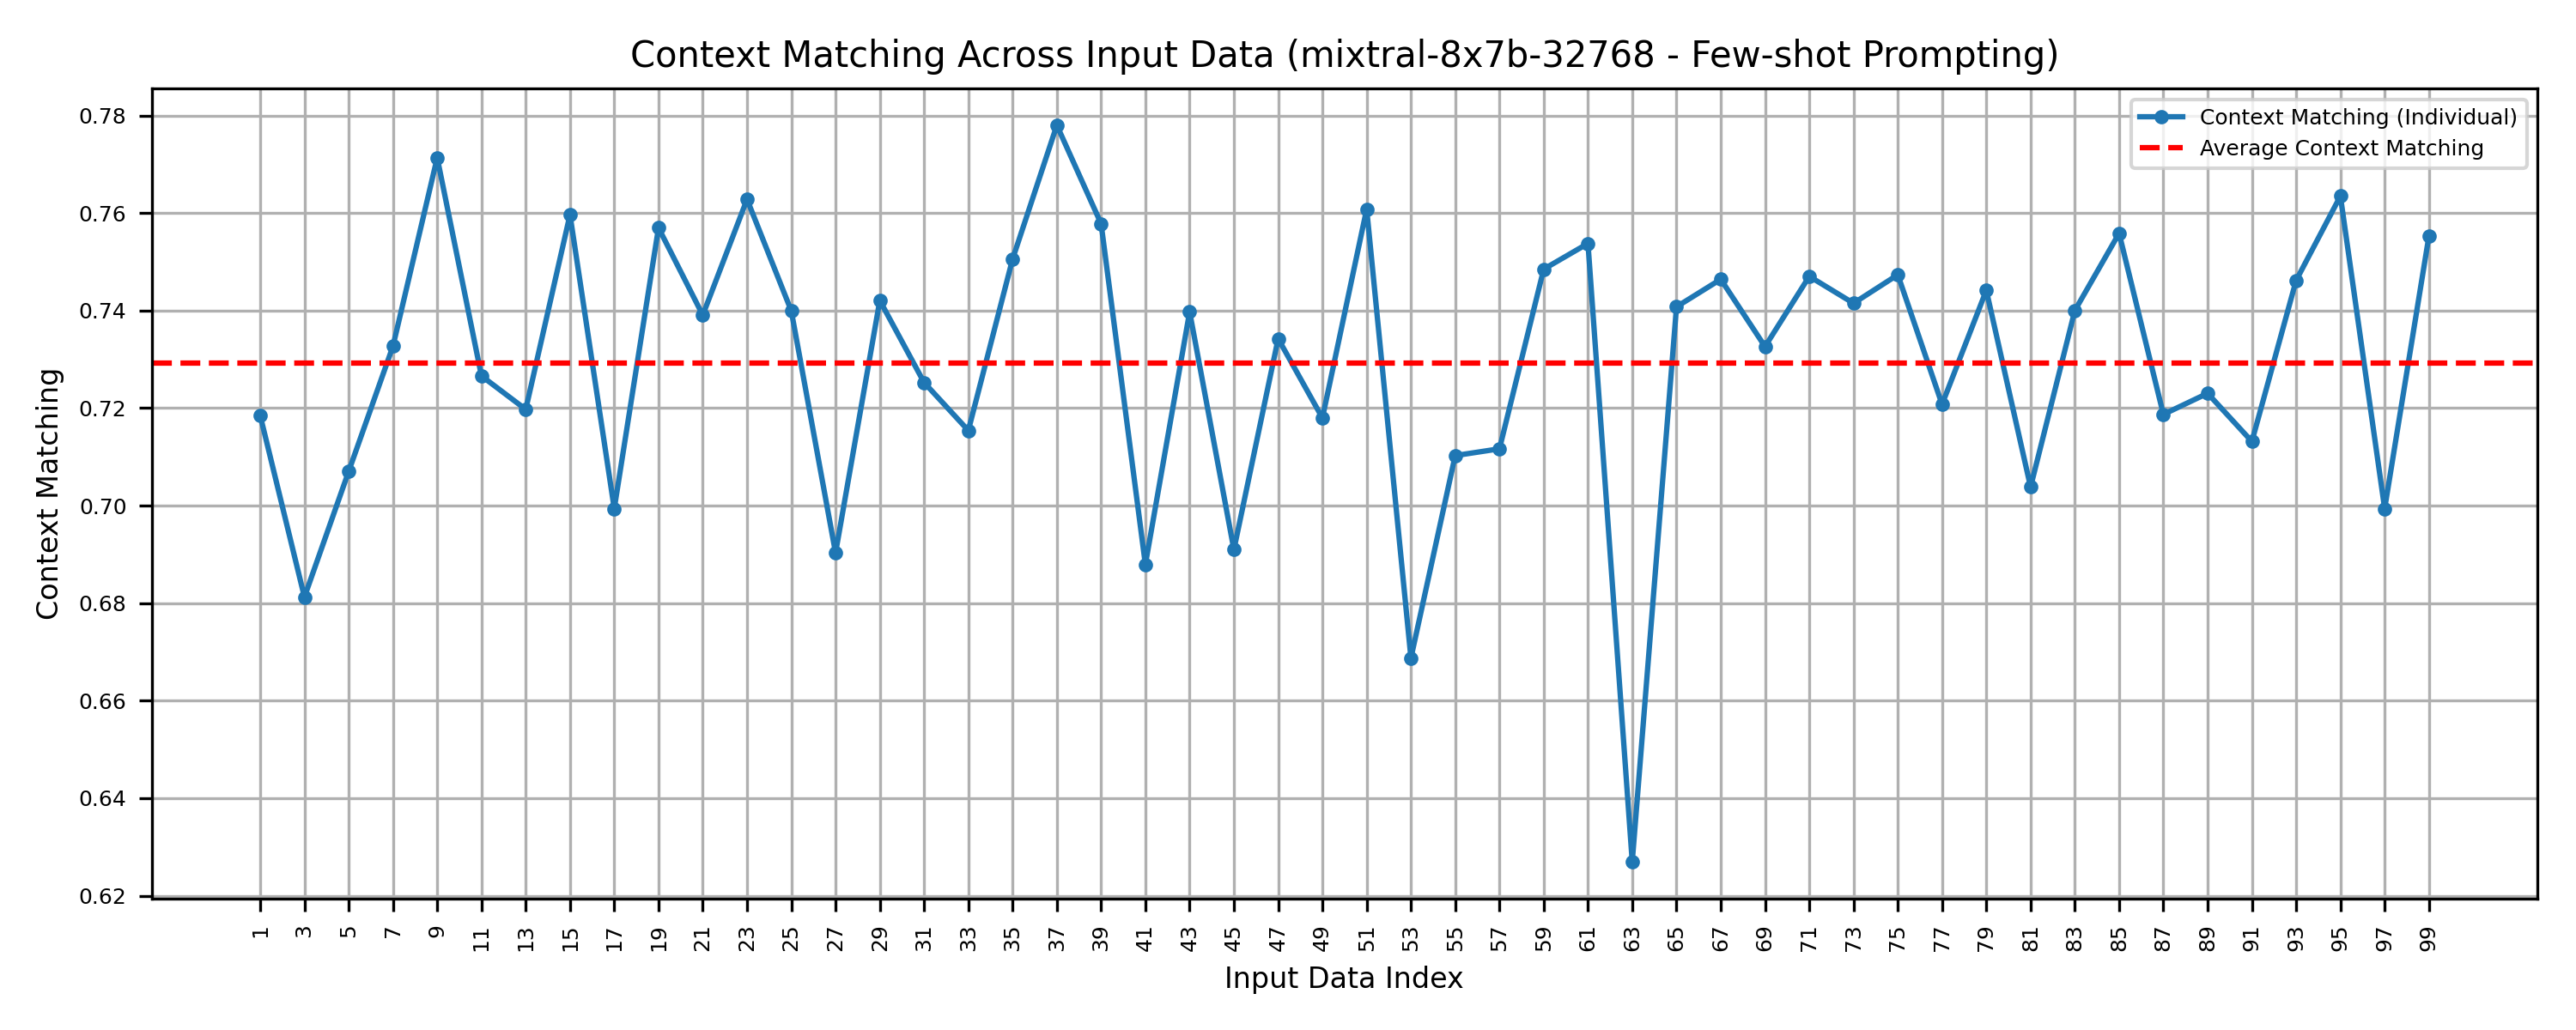 Context Matching Across Input Data (mixtral-8x7b-32768 - Few-shot Prompting)
Context Matching (Individual)
Average Context Matching
Context Matching
0.78
0.76
0.74
0.72
0.70
0.68
0.66
0.64
0.62
1 3 5 7 9 11 13 15 17 19 21 23 25 27 29 31 33 35 37 39 41 43 45 47 49 51 53 55 57 59 61 63 65 67 69 71 73 75 77 79 81 83 85 87 89 91 93 95 97 99
Input Data Index